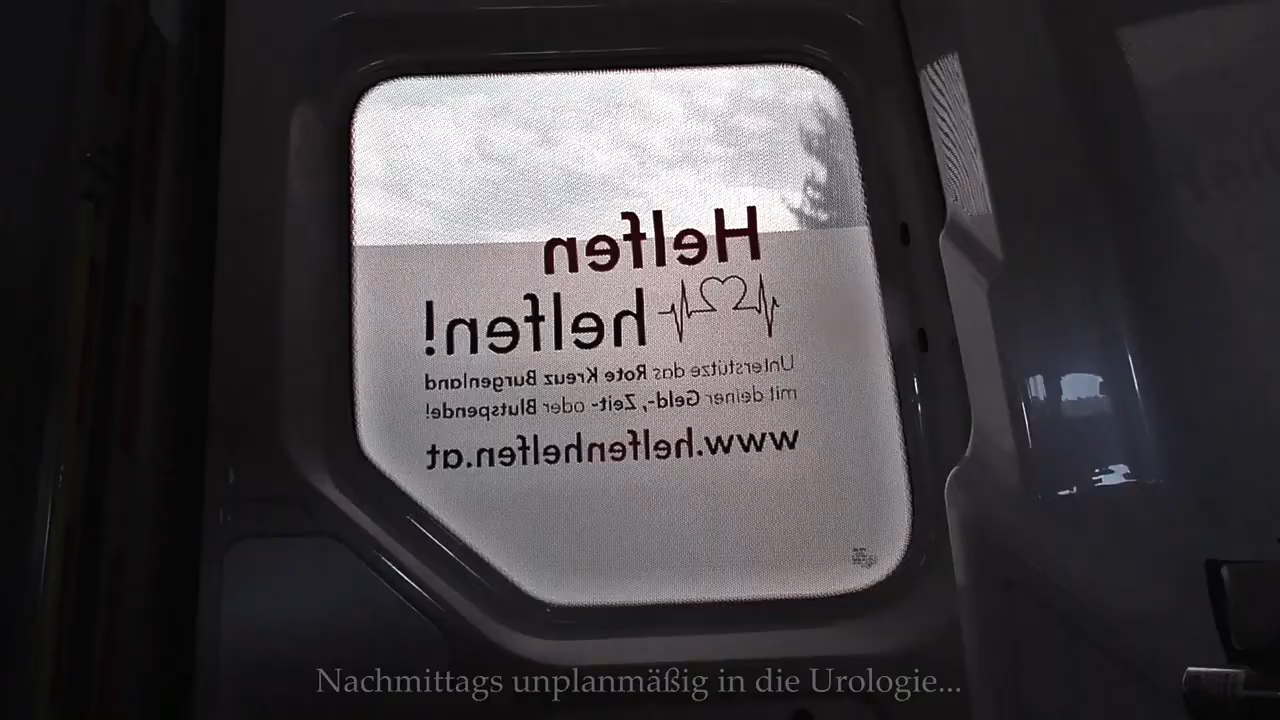 Helfen
helfen!
Unterstütze das Rote Kreuz Burgenland
mit deiner Geld-, Zeit- oder Blutspende!
www.helfenhelfen.at
Nachmittags unplanmäßig in die Urologie...